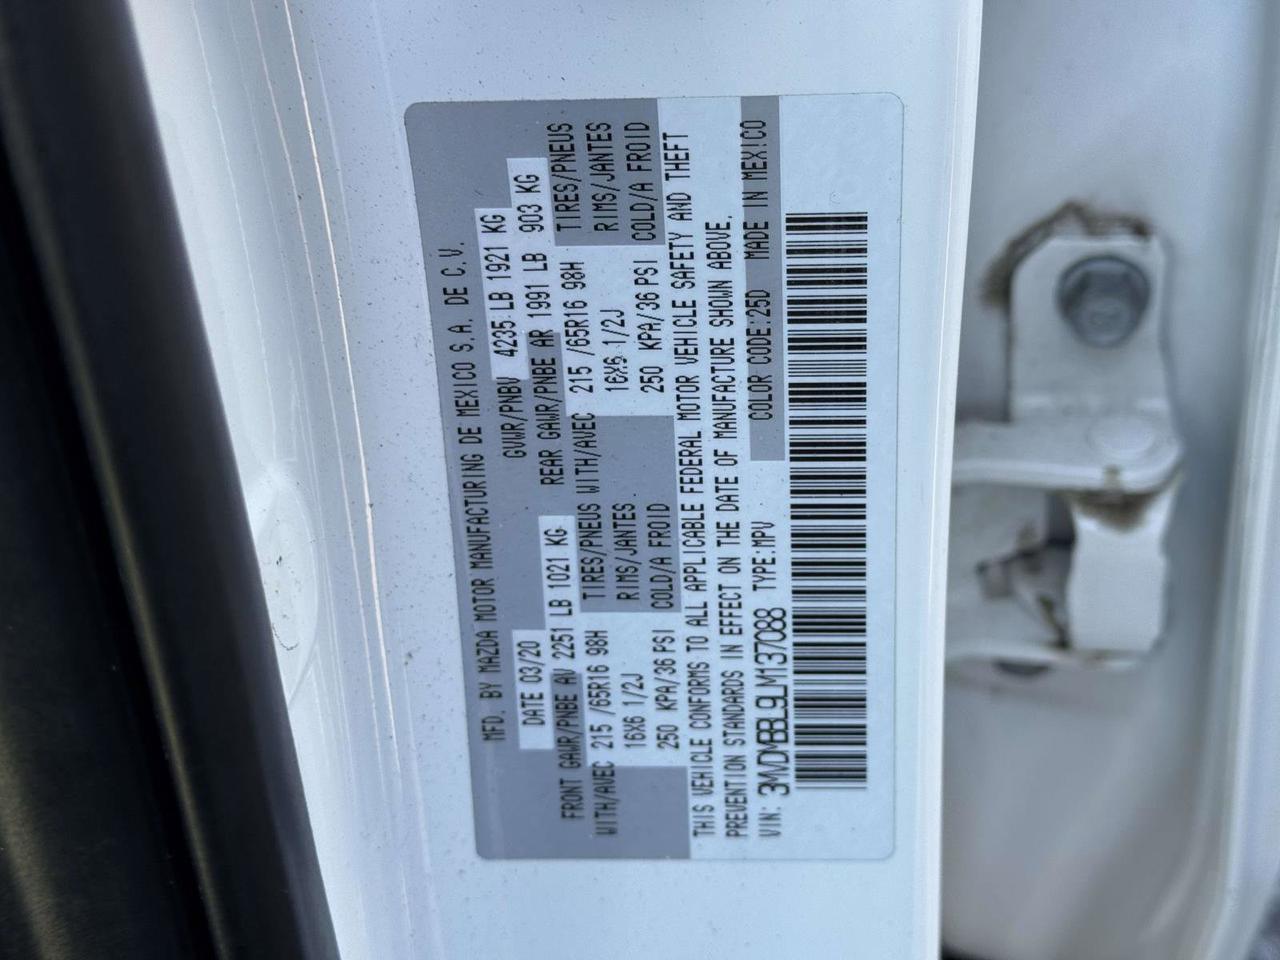 MFD. BY MAZDA MOTOR MANUFACTURING DE MEXICO S.A. DE C.V.
DATE 03/20 GVWR/PNBV 4235 LB 1921 KG
FRONT GAWR/PNBE AV 2251 LB 1021 KG REAR GAWR/PNBE AR 1991 LB 903 KG
WITH/AVEC 215 /65R16 98H TIRES/PNEUS WITH/AVEC 215 /65R16 98H TIRES/PNEUS
16X6 1/2J RIMS/JANTES 16X6 1/2J RIMS/JANTES
250 KPA/36 PSI COLD/A FROID 250 KPA/36 PSI COLD/A FROID
THIS VEHICLE CONFORMS TO ALL APPLICABLE FEDERAL MOTOR VEHICLE SAFETY AND THEFT
PREVENTION STANDARDS IN EFFECT ON THE DATE OF MANUFACTURE SHOWN ABOVE.
VIN: 3MVDMBBL9LM137088 TYPE:MPV COLOR CODE:25D MADE IN MEXICO